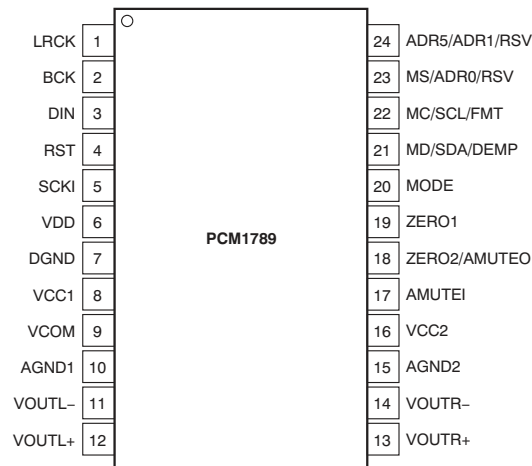 LRCK 1 24 ADR5/ADR1/RSV
BCK 2 23 MS/ADR0/RSV
DIN 3 22 MC/SCL/FMT
RST 4 21 MD/SDA/DEMP
SCKI 5 20 MODE
VDD 6 19 ZERO1
PCM1789
DGND 7 18 ZERO2/AMUTEO
VCC1 8 17 AMUTEI
VCOM 9 16 VCC2
AGND1 10 15 AGND2
VOUTL− 11 14 VOUTR−
VOUTL+ 12 13 VOUTR+